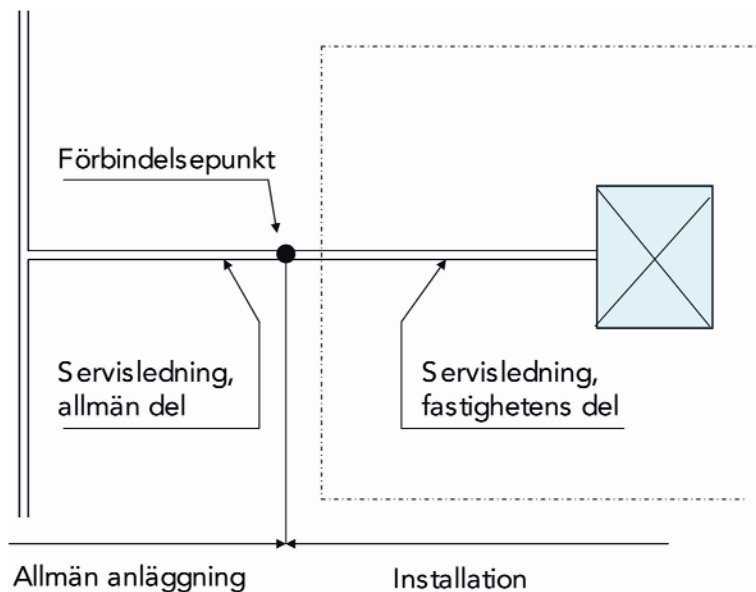 Förbindelsepunkt
Servisledning,
allmän del
Servisledning,
fastighetens del
Allmän anläggning
Installation